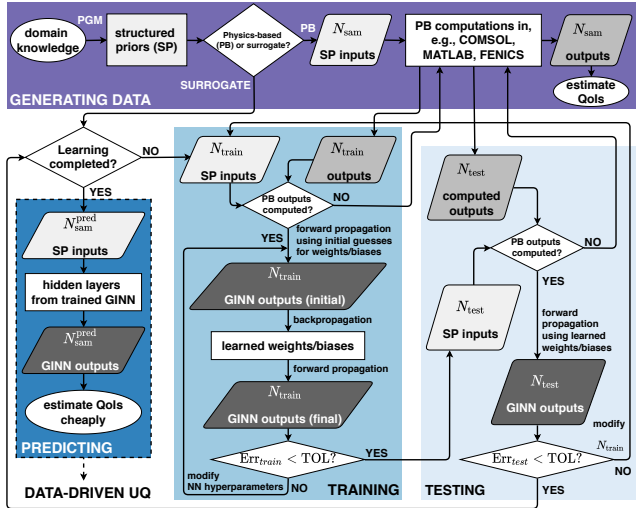 domain
knowledge
PGM
structured
priors (SP)
Physics-based
(PB) or surrogate?
PB
N_sam
SP inputs
PB computations in,
e.g., COMSOL,
MATLAB, FENICS
N_sam
outputs
estimate
QoIs
SURROGATE
GENERATING DATA
Learning
completed?
NO
YES
N_sam^pred
SP inputs
hidden layers
from trained GINN
N_sam^pred
GINN outputs
estimate QoIs
cheaply
PREDICTING
DATA-DRIVEN UQ
N_train
SP inputs
N_train
outputs
PB outputs
computed?
NO
YES
forward propagation
using initial guesses
for weights/biases
N_train
GINN outputs (initial)
backpropagation
learned weights/biases
forward propagation
N_train
GINN outputs (final)
Err_train < TOL?
YES
modify
NN hyperparameters
NO
TRAINING
N_test
computed
outputs
PB outputs
computed?
NO
YES
N_test
SP inputs
forward
propagation
using learned
weights/biases
N_test
GINN outputs
modify
N_train
Err_test < TOL?
NO
YES
TESTING